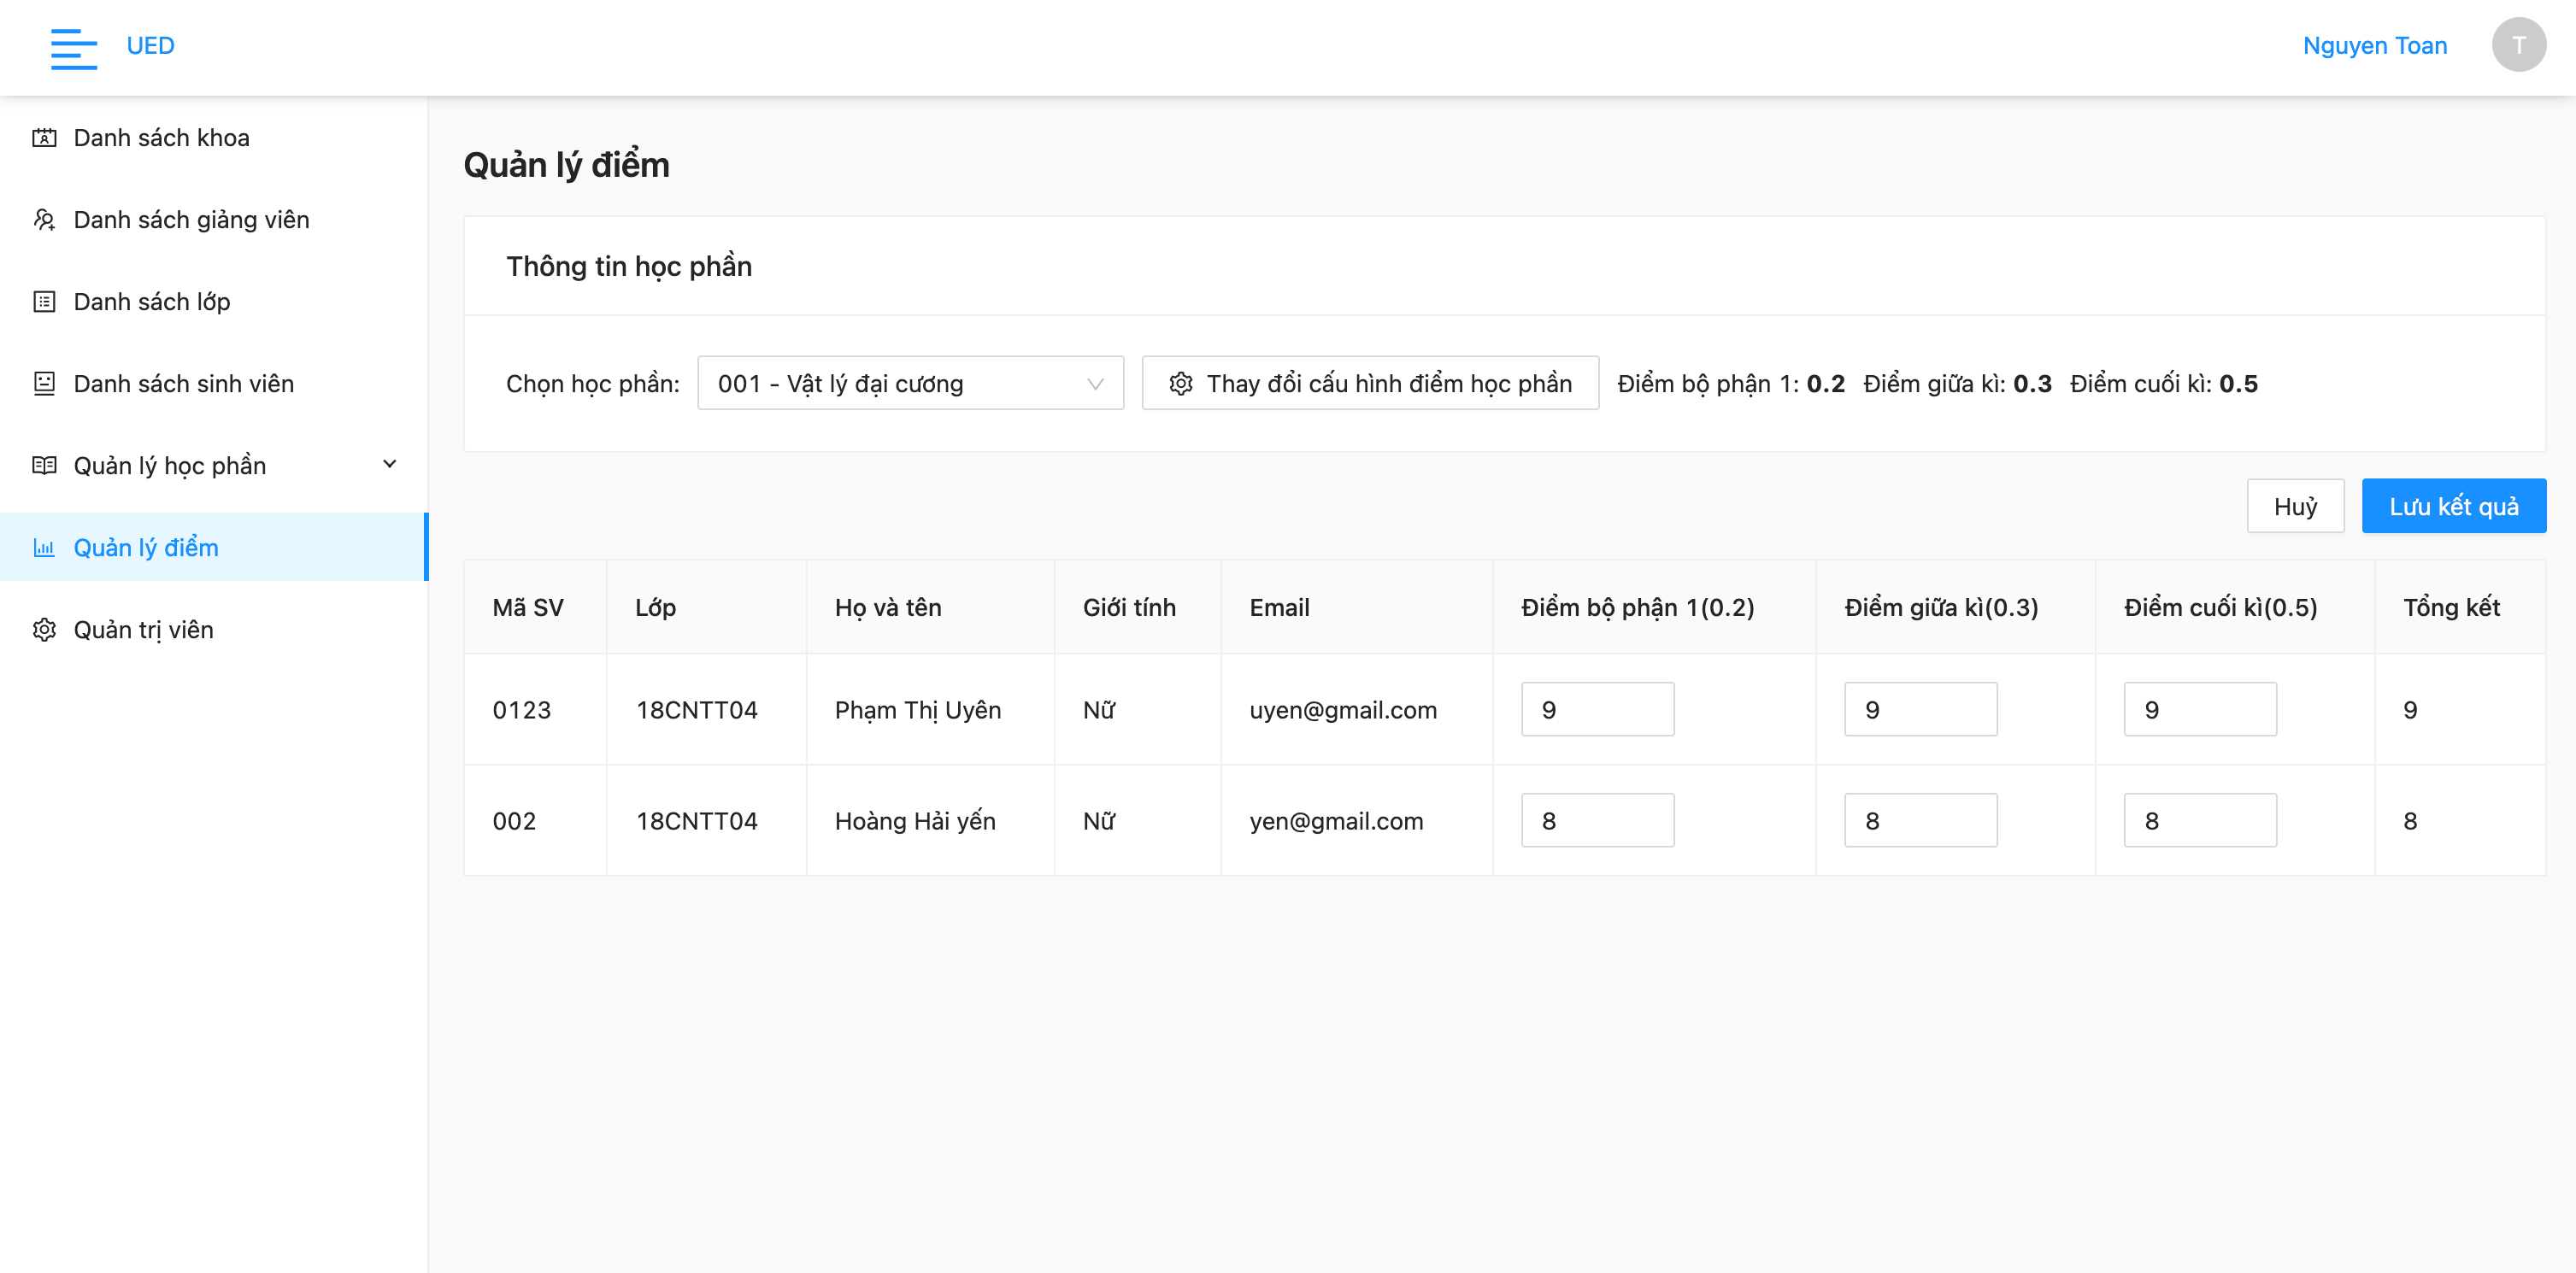 UED
Nguyen Toan
T
Danh sách khoa
Danh sách giảng viên
Danh sách lớp
Danh sách sinh viên
Quản lý học phần
Quản lý điểm
Quản trị viên
Quản lý điểm
Thông tin học phần
Chọn học phần: 001 - Vật lý đại cương Thay đổi cấu hình điểm học phần Điểm bộ phận 1: 0.2 Điểm giữa kì: 0.3 Điểm cuối kì: 0.5
Huỷ Lưu kết quả
Mã SV Lớp Họ và tên Giới tính Email Điểm bộ phận 1(0.2) Điểm giữa kì(0.3) Điểm cuối kì(0.5) Tổng kết
0123 18CNTT04 Phạm Thị Uyên Nữ uyen@gmail.com 9 9 9 9
002 18CNTT04 Hoàng Hải yến Nữ yen@gmail.com 8 8 8 8